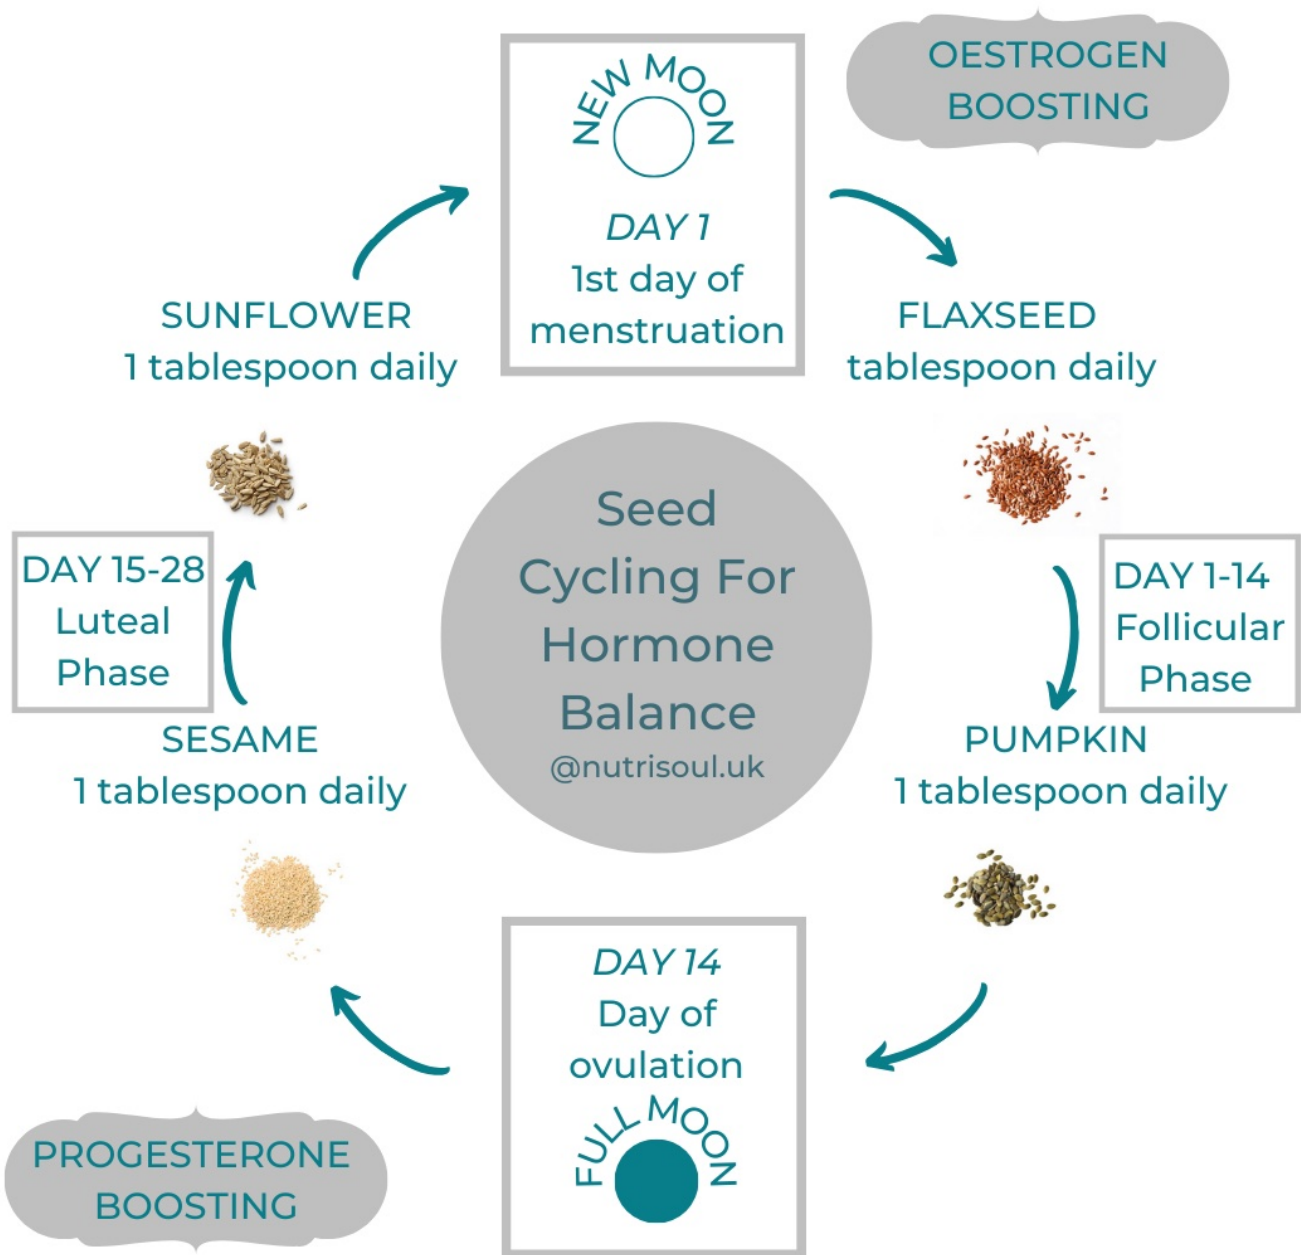 NEW MOON
DAY 1
1st day of
menstruation
OESTROGEN
BOOSTING
FLAXSEED
tablespoon daily
DAY 1-14
Follicular
Phase
PUMPKIN
1 tablespoon daily
DAY 14
Day of
ovulation
FULL MOON
PROGESTERONE
BOOSTING
SESAME
1 tablespoon daily
DAY 15-28
Luteal
Phase
SUNFLOWER
1 tablespoon daily
Seed
Cycling For
Hormone
Balance
@nutrisoul.uk